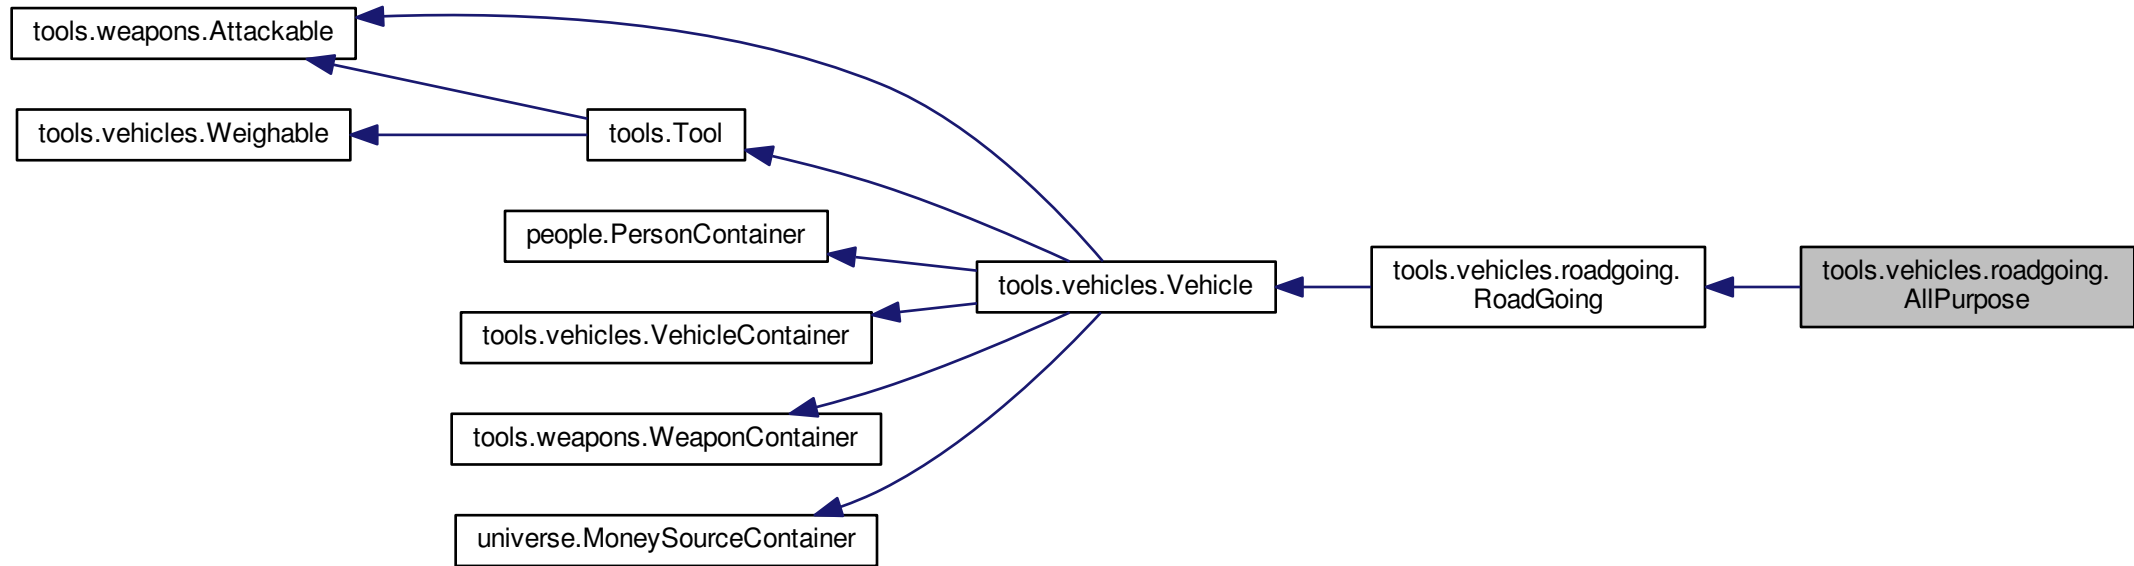 tools.weapons.Attackable
tools.vehicles.Weighable
tools.Tool
people.PersonContainer
tools.vehicles.VehicleContainer
tools.weapons.WeaponContainer
universe.MoneySourceContainer
tools.vehicles.Vehicle
tools.vehicles.roadgoing.
RoadGoing
tools.vehicles.roadgoing.
AllPurpose